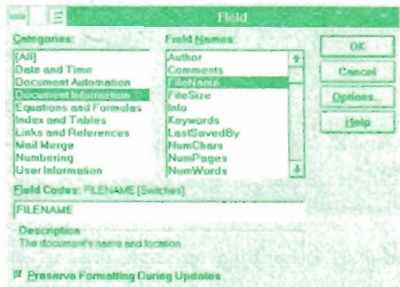 Field
Categories:
[All]
Date and Time
Document Automation
Document Information
Equations and Formulas
Index and Tables
Links and References
Mail Merge
Numbering
User Information
Field Names:
Author
Comments
FileName
FileSize
Info
Keywords
LastSavedBy
NumChars
NumPages
NumWords
OK
Cancel
Options...
Help
Field Codes: FILENAME [Switches]
FILENAME
Description
The document's name and location
Preserve Formatting During Updates